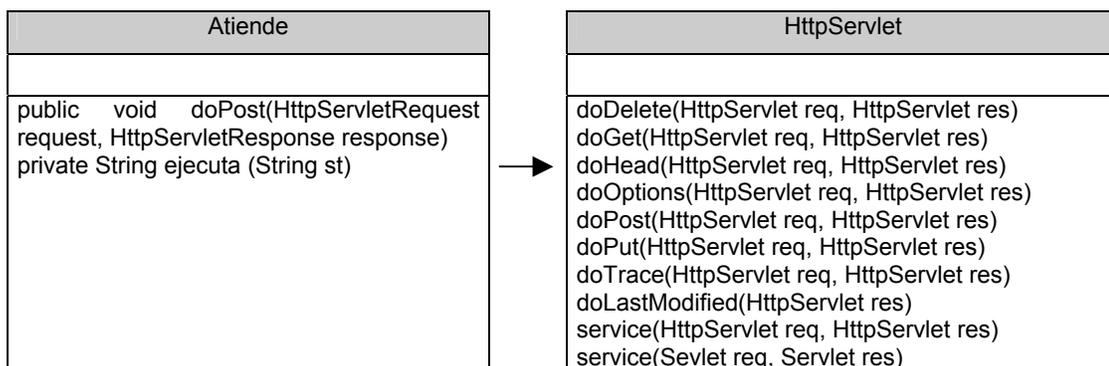 Atiende
public void doPost(HttpServletRequest
request, HttpServletResponse response)
private String ejecuta (String st)
HttpServlet
doDelete(HttpServlet req, HttpServlet res)
doGet(HttpServlet req, HttpServlet res)
doHead(HttpServlet req, HttpServlet res)
doOptions(HttpServlet req, HttpServlet res)
doPost(HttpServlet req, HttpServlet res)
doPut(HttpServlet req, HttpServlet res)
doTrace(HttpServlet req, HttpServlet res)
doLastModified(HttpServlet res)
service(HttpServlet req, HttpServlet res)
service(Sevlet req, Servlet res)